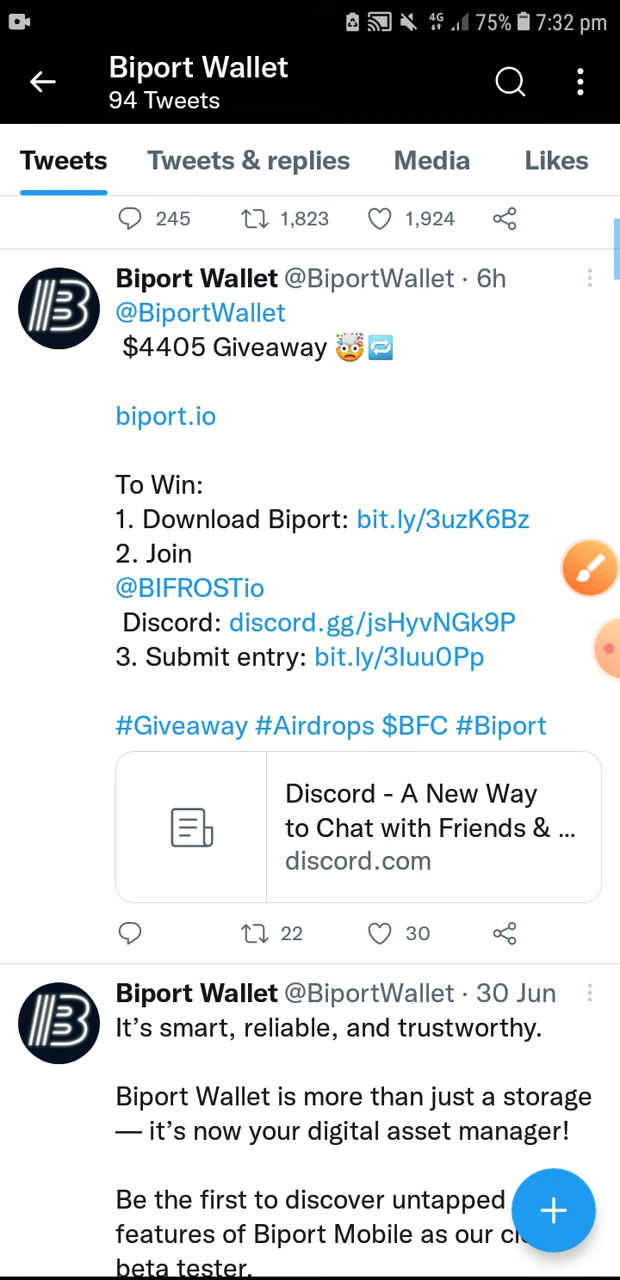 4G 75% 7:32 pm
Biport Wallet
94 Tweets
Tweets Tweets & replies Media Likes
245 1,823 1,924
Biport Wallet @BiportWallet · 6h
@BiportWallet
$4405 Giveaway 🤯🔁
biport.io
To Win:
1. Download Biport: bit.ly/3uzK6Bz
2. Join
@BIFROSTio
Discord: discord.gg/jsHyvNGk9P
3. Submit entry: bit.ly/3Iuu0Pp
#Giveaway #Airdrops $BFC #Biport
Discord - A New Way
to Chat with Friends & ...
discord.com
22 30
Biport Wallet @BiportWallet · 30 Jun
It’s smart, reliable, and trustworthy.
Biport Wallet is more than just a storage
— it’s now your digital asset manager!
Be the first to discover untapped
features of Biport Mobile as our
beta tester.